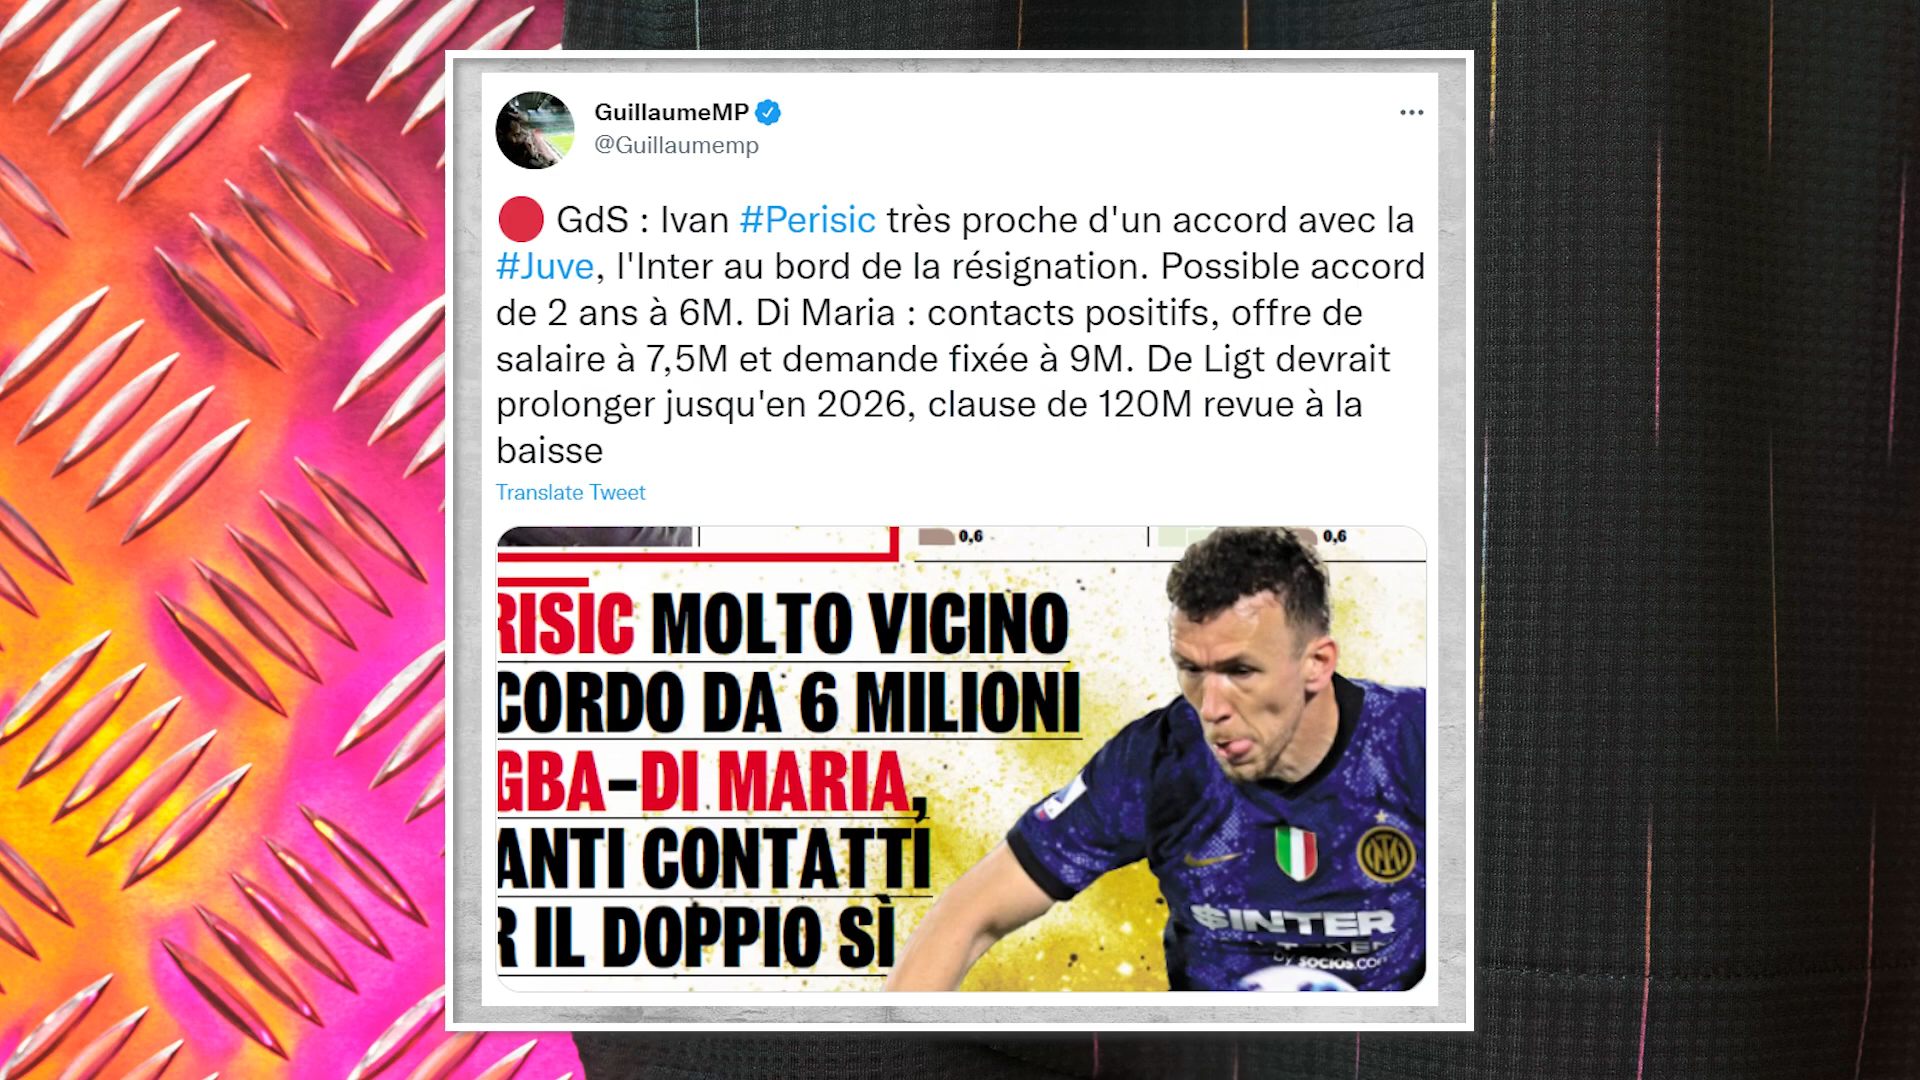 GuillaumeMP
@Guillaumemp
GdS : Ivan #Perisic très proche d'un accord avec la
#Juve, l'Inter au bord de la résignation. Possible accord
de 2 ans à 6M. Di Maria : contacts positifs, offre de
salaire à 7,5M et demande fixée à 9M. De Ligt devrait
prolonger jusqu'en 2026, clause de 120M revue à la
baisse
Translate Tweet
0,6
0,6
RISIC MOLTO VICINO
CORDO DA 6 MILIONI
GBA-DI MARIA,
ANTI CONTATTI
R IL DOPPIO SÌ
$INTER
BY SOCIOS.COM